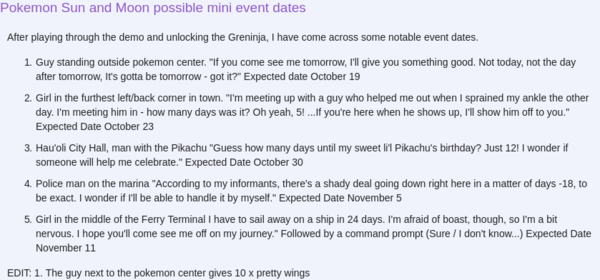 Pokemon Sun and Moon possible mini event dates
After playing through the demo and unlocking the Greninja, I have come across some notable event dates.
1. Guy standing outside pokemon center. "If you come see me tomorrow, I'll give you something good. Not today, not the
day after tomorrow, It's gotta be tomorrow - got it?" Expected date October 19
2. Girl in the furthest left/back corner in town. "I'm meeting up with a guy who helped me out when I sprained my ankle the other
day. I'm meeting him in - how many days was it? Oh yeah, 5! ...If you're here when he shows up, I'll show him off to you."
Expected Date October 23
3. Hau'oli City Hall, man with the Pikachu "Guess how many days until my sweet li'l Pikachu's birthday? Just 12! I wonder if
someone will help me celebrate." Expected Date October 30
4. Police man on the marina "According to my informants, there's a shady deal going down right here in a matter of days -18, to
be exact. I wonder if I'll be able to handle it by myself." Expected Date November 5
5. Girl in the middle of the Ferry Terminal I have to sail away on a ship in 24 days. I'm afraid of boast, though, so I'm a bit
nervous. I hope you'll come see me off on my journey." Followed by a command prompt (Sure / I don't know...) Expected Date
November 11
EDIT: 1. The guy next to the pokemon center gives 10 x pretty wings